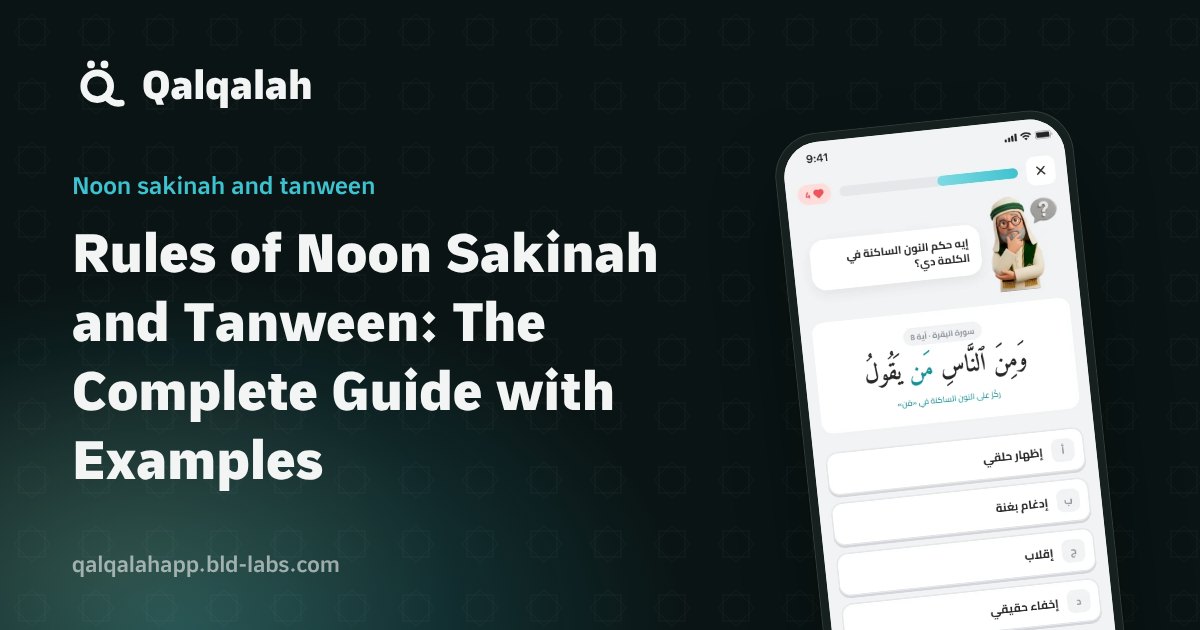 Qalqalah
Noon sakinah and tanween
Rules of Noon Sakinah
and Tanween: The
Complete Guide with
Examples
qalqalahapp.bld-labs.com
9:41
4
إيه حكم النون الساكنة في
الكلمة دي؟
?
سورة البقرة · آية 8
وَمِنَ ٱلنَّاسِ مَن يَقُولُ
ركّز على النون الساكنة في «مَن»
أ إظهار حلقي
ب إدغام بغنة
ج إقلاب
د إخفاء حقيقي